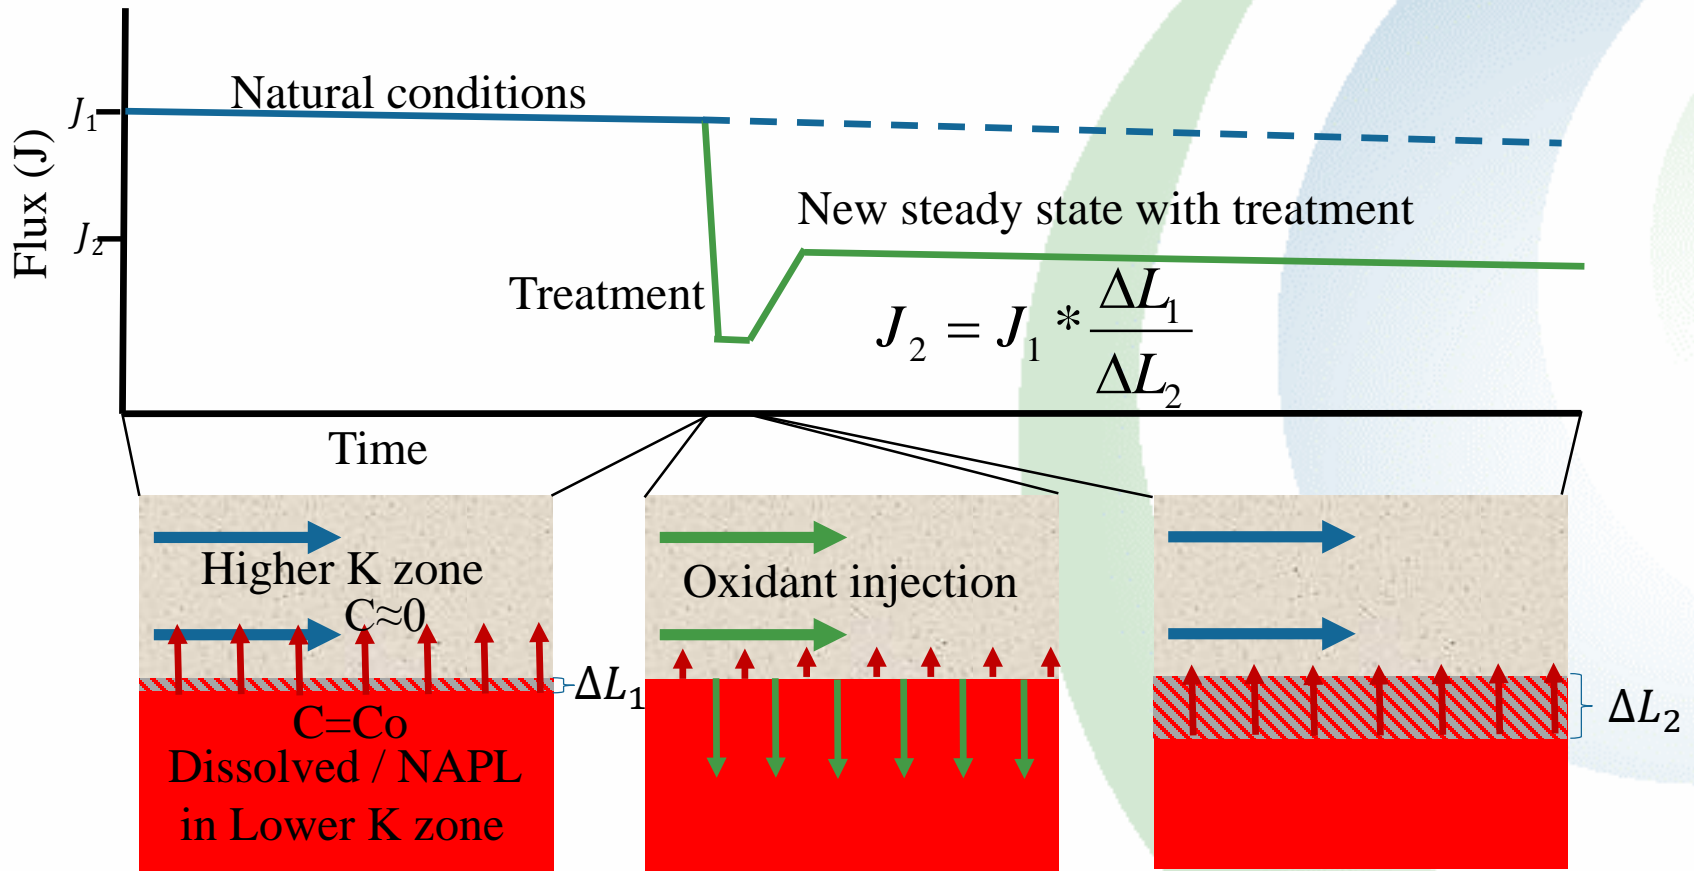 Natural conditions
J₁
Flux (J)
J₂
New steady state with treatment
Treatment
J₂ = J₁ * ΔL₁ / ΔL₂
Time
Higher K zone
C≈0
ΔL₁
C=Co
Dissolved / NAPL
in Lower K zone
Oxidant injection
ΔL₂